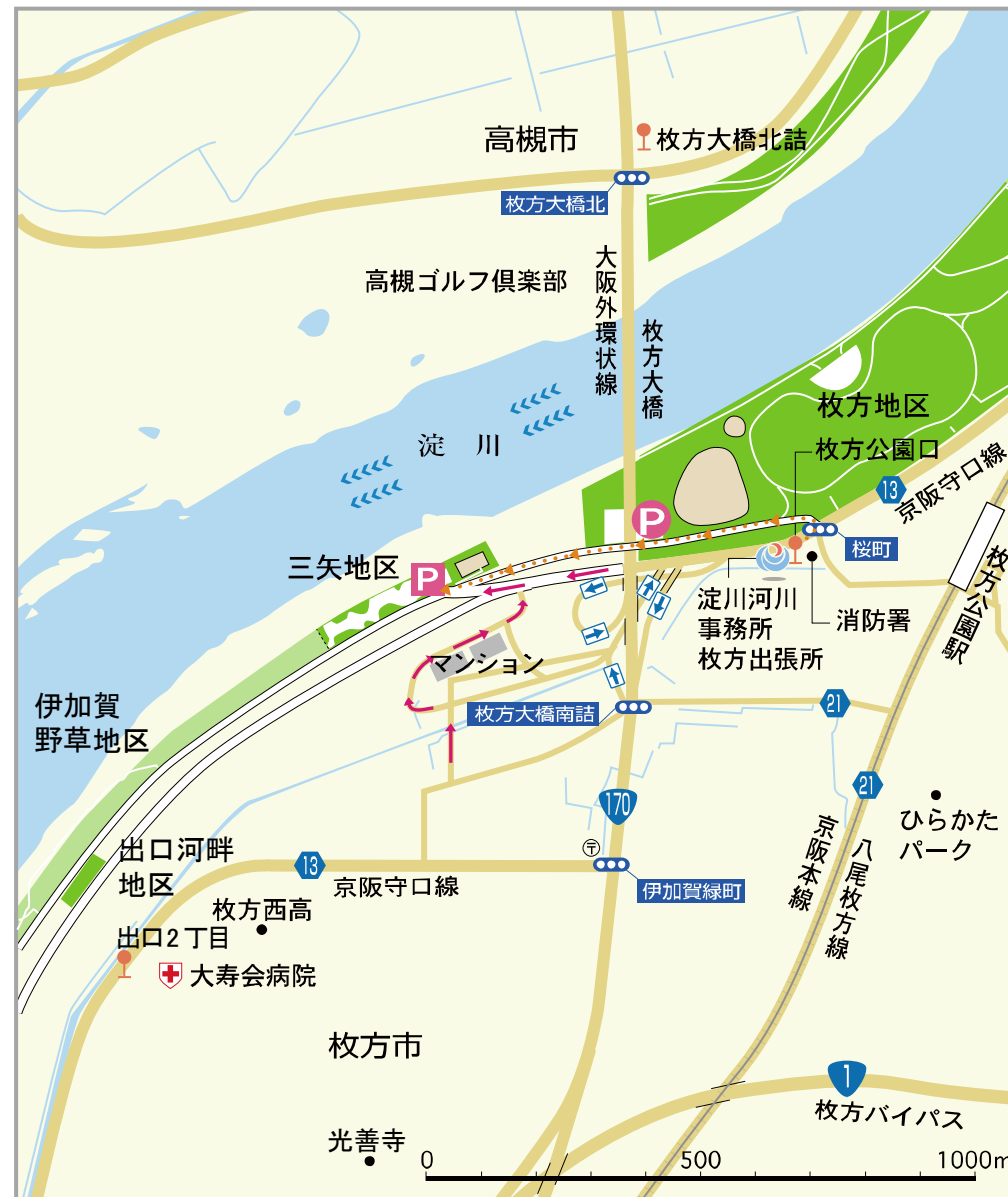 高槻市
枚方大橋北詰
枚方大橋北
高槻ゴルフ倶楽部
大阪外環状線
枚方大橋
枚方地区
枚方公園口
淀川
13
京阪守口線
P
桜町
三矢地区
P
枚方公園駅
淀川河川
事務所
枚方出張所
消防署
マンション
伊加賀
野草地区
枚方大橋南詰
21
21
170
ひらかた
パーク
出口河畔
地区
〒
13
京阪守口線
伊加賀緑町
京阪本線
八尾枚方線
枚方西高
出口2丁目
大寿会病院
枚方市
1
枚方バイパス
光善寺
0
500
1000m